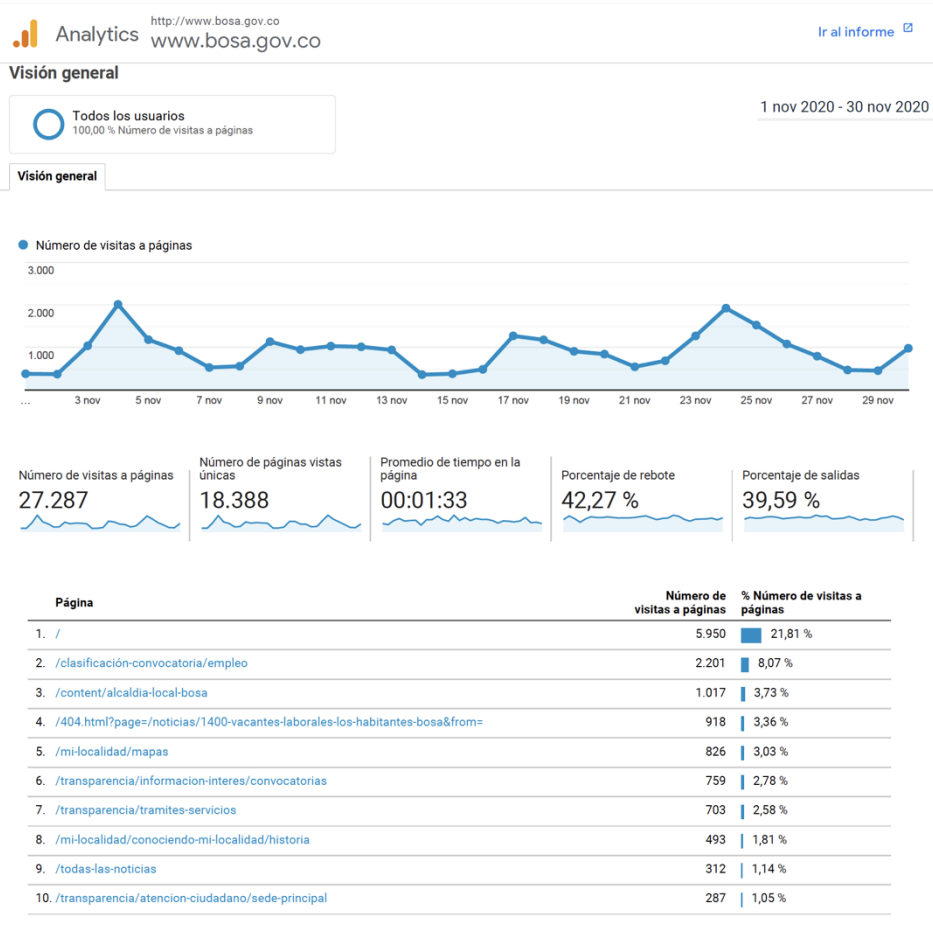 Analytics
http://www.bosa.gov.co
www.bosa.gov.co
Ir al informe
Visión general
Todos los usuarios
100,00 % Número de visitas a páginas
1 nov 2020 - 30 nov 2020
Visión general
Número de visitas a páginas
3.000
2.000
1.000
... 3 nov 5 nov 7 nov 9 nov 11 nov 13 nov 15 nov 17 nov 19 nov 21 nov 23 nov 25 nov 27 nov 29 nov
Número de visitas a páginas
27.287
Número de páginas vistas
únicas
18.388
Promedio de tiempo en la
página
00:01:33
Porcentaje de rebote
42,27 %
Porcentaje de salidas
39,59 %
Página
Número de
visitas a páginas
% Número de visitas a
páginas
1. / 5.950 21,81 %
2. /clasificación-convocatoria/empleo 2.201 8,07 %
3. /content/alcaldia-local-bosa 1.017 3,73 %
4. /404.html?page=/noticias/1400-vacantes-laborales-los-habitantes-bosa&from= 918 3,36 %
5. /mi-localidad/mapas 826 3,03 %
6. /transparencia/informacion-interes/convocatorias 759 2,78 %
7. /transparencia/tramites-servicios 703 2,58 %
8. /mi-localidad/conociendo-mi-localidad/historia 493 1,81 %
9. /todas-las-noticias 312 1,14 %
10. /transparencia/atencion-ciudadano/sede-principal 287 1,05 %